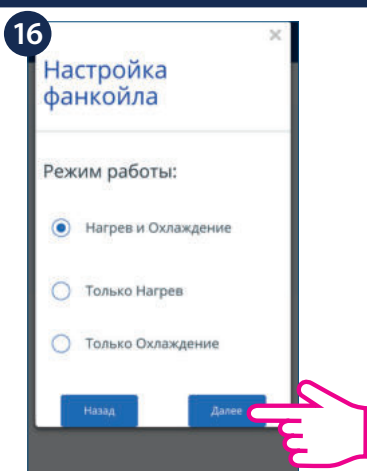 16
×
Настройка
фанкойла
Режим работы:
Нагрев и Охлаждение
Только Нагрев
Только Охлаждение
Назад Далее